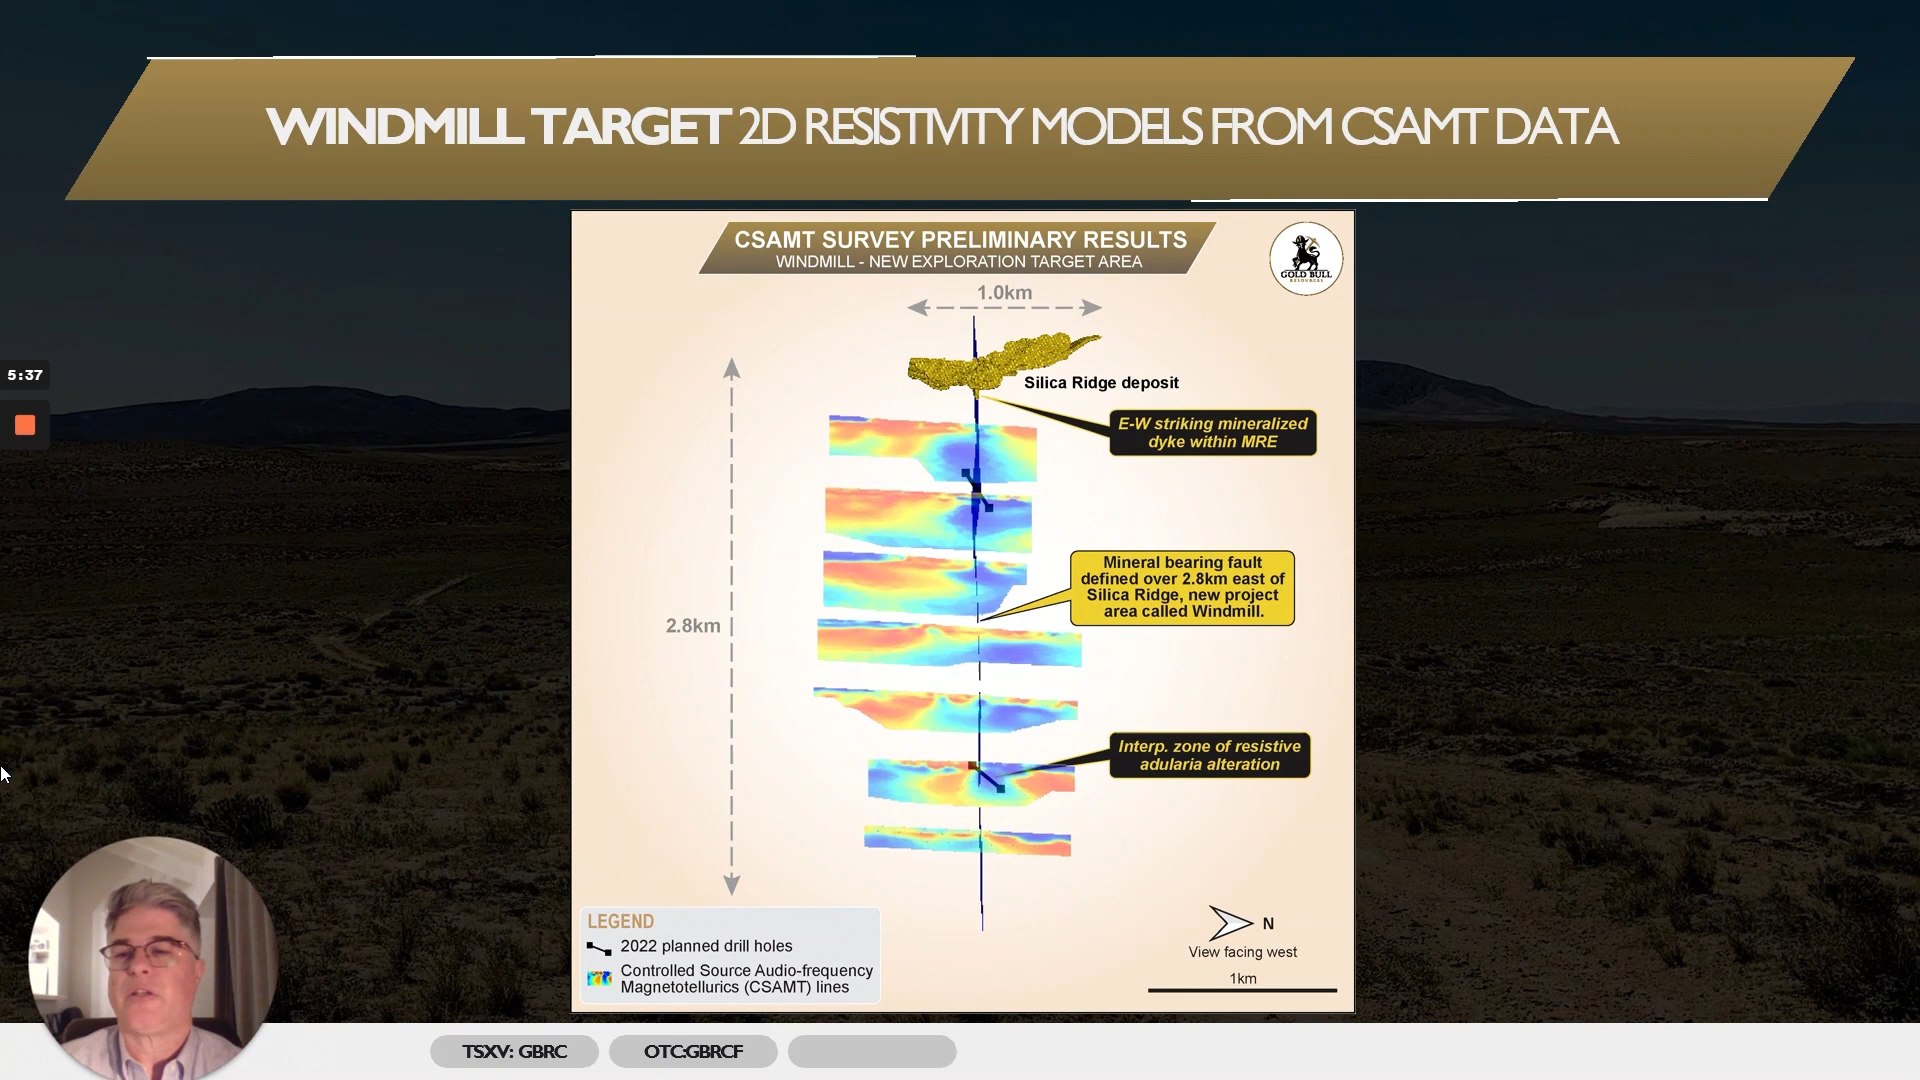 WINDMILL TARGET 2D RESISTIVITY MODELS FROM CSAMT DATA
CSAMT SURVEY PRELIMINARY RESULTS
WINDMILL - NEW EXPLORATION TARGET AREA
GOLD BULL
RESOURCES
1.0km
Silica Ridge deposit
E-W striking mineralized
dyke within MRE
5:37
Mineral bearing fault
defined over 2.8km east of
Silica Ridge, new project
area called Windmill.
2.8km
Interp. zone of resistive
adularia alteration
LEGEND
2022 planned drill holes
Controlled Source Audio-frequency
Magnetotellurics (CSAMT) lines
N
View facing west
1km
TSXV: GBRC
OTC:GBRCF